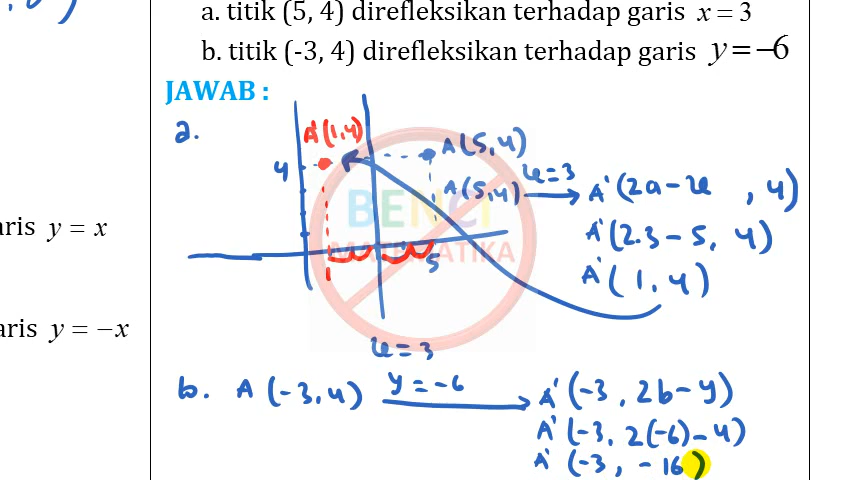 a. titik (5, 4) direfleksikan terhadap garis x = 3
b. titik (-3, 4) direfleksikan terhadap garis y = −6
JAWAB :
a.
A'(1,4)
A(5,4)
4
A(5,4) x=3 → A'(2a − x , 4)
BENCI
MATEMATIKA
A'(2.3 − 5, 4)
5
A'(1, 4)
x = 3
aris y = x
aris y = −x
b. A (-3, 4) y = -6 → A'(-3, 2b − y)
A'(-3, 2(-6) − 4)
A'(-3, -16)